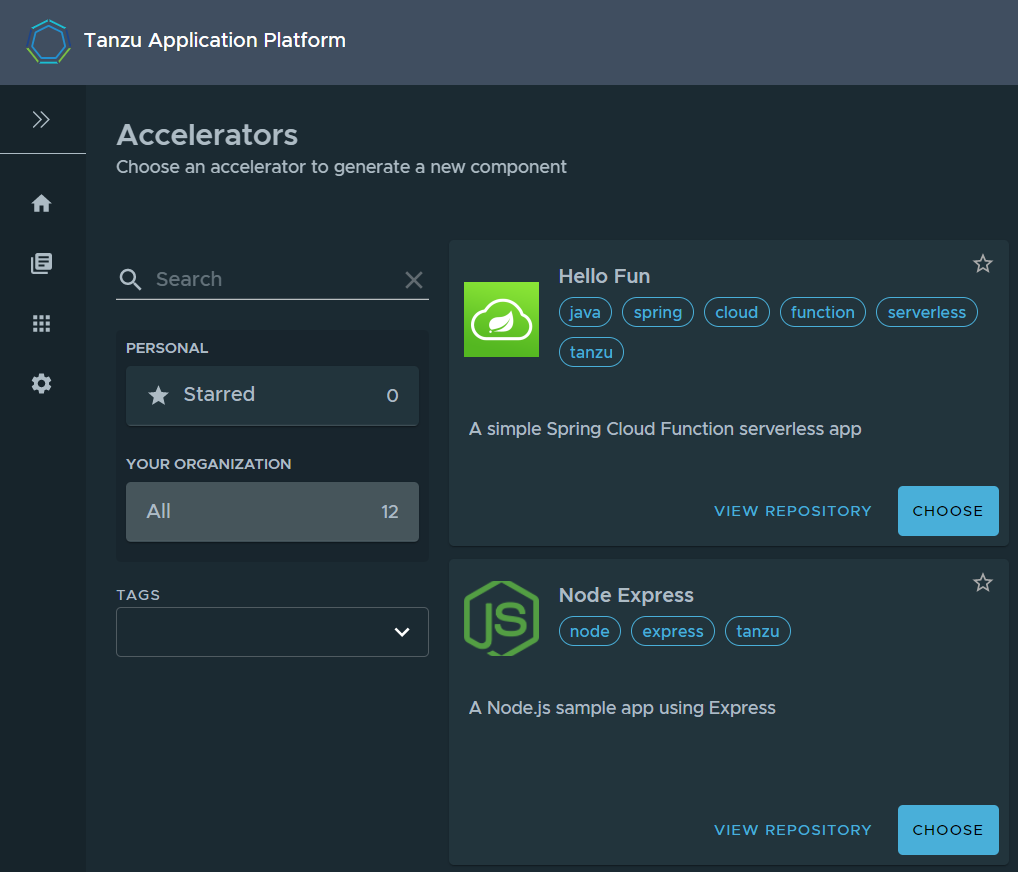 Tanzu Application Platform
Accelerators
Choose an accelerator to generate a new component
Search
PERSONAL
Starred 0
YOUR ORGANIZATION
All 12
TAGS
Hello Fun
java spring cloud function serverless
tanzu
A simple Spring Cloud Function serverless app
VIEW REPOSITORY CHOOSE
JS
Node Express
node express tanzu
A Node.js sample app using Express
VIEW REPOSITORY CHOOSE